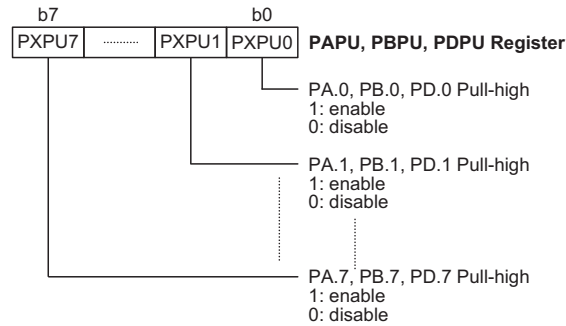 b7 b0
PXPU7 PXPU1 PXPU0 PAPU, PBPU, PDPU Register
PA.0, PB.0, PD.0 Pull-high
1: enable
0: disable
PA.1, PB.1, PD.1 Pull-high
1: enable
0: disable
PA.7, PB.7, PD.7 Pull-high
1: enable
0: disable